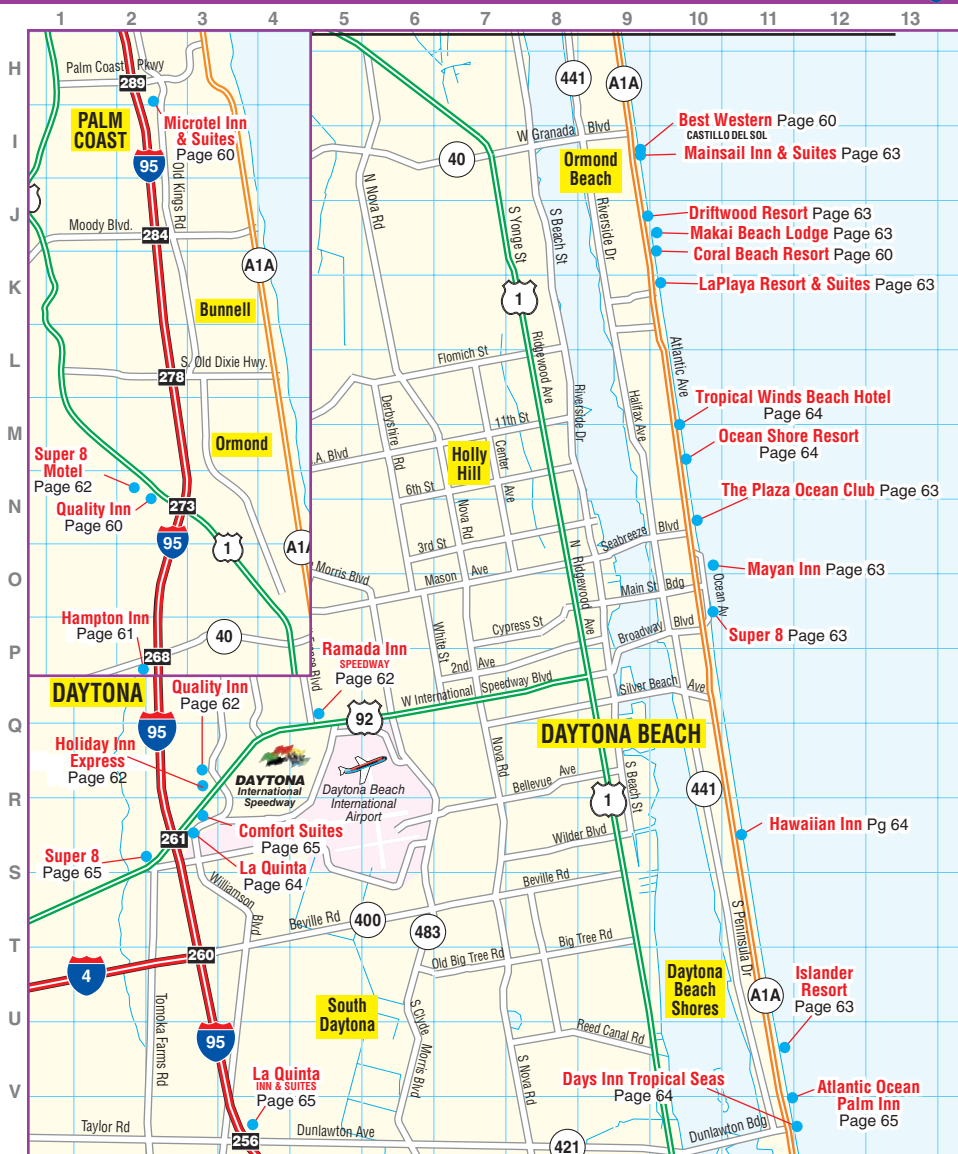 1 2 3 4 5 6 7 8 9 10 11 12 13
H
I
J
K
L
M
N
O
P
Q
R
S
T
U
V
Palm Coast Pkwy
289
PALM
COAST
Microtel Inn
& Suites
Page 60
95
Old Kings Rd
Moody Blvd.
284
A1A
Bunnell
S. Old Dixie Hwy.
278
Ormond
Super 8
Motel
Page 62
Quality Inn
Page 60
273
95
1
A1A
Hampton Inn
Page 61
40
268
441
A1A
W Granada Blvd
40
Ormond
Beach
N Nova Rd
S Yonge St
S Beach St
Riverside Dr
1
Best Western Page 60
CASTILLO DEL SOL
Mainsail Inn & Suites Page 63
Driftwood Resort Page 63
Makai Beach Lodge Page 63
Coral Beach Resort Page 60
LaPlaya Resort & Suites Page 63
Atlantic Ave
Flomich St
Ridgewood Ave
Riverside Dr
Halifax Ave
Derbyshire
Rd
11th St
.A. Blvd
Holly
Hill
Center
Ave
6th St
Nova Rd
3rd St
Mason Ave
Morris Blvd
N Ridgewood Ave
Seabreeze Blvd
Main St Bdg
Ocean Av
Cypress St
Broadway Blvd
White St
2nd Ave
W International Speedway Blvd
Silver Beach Ave
Tropical Winds Beach Hotel
Page 64
Ocean Shore Resort
Page 64
The Plaza Ocean Club Page 63
Mayan Inn Page 63
Super 8 Page 63
Ramada Inn
SPEEDWAY
Page 62
DAYTONA
Quality Inn
Page 62
95
92
Holiday Inn
Express
Page 62
DAYTONA
International
Speedway
Daytona Beach
International
Airport
DAYTONA BEACH
Nova Rd
Bellevue Ave
S Beach St
1
441
261
Comfort Suites
Page 65
Super 8
Page 65
La Quinta
Page 64
Wilder Blvd
Hawaiian Inn Pg 64
Williamson
Blvd
Beville Rd
Beville Rd
400
483
S Peninsula Dr
260
4
Old Big Tree Rd
Big Tree Rd
Daytona
Beach
Shores
A1A
Islander
Resort
Page 63
South
Daytona
S Clyde Morris Blvd
Tomoka Farms Rd
95
Reed Canal Rd
S Nova Rd
La Quinta
INN & SUITES
Page 65
Days Inn Tropical Seas
Page 64
Atlantic Ocean
Palm Inn
Page 65
Taylor Rd
256
Dunlawton Ave
421
Dunlawton Bdg